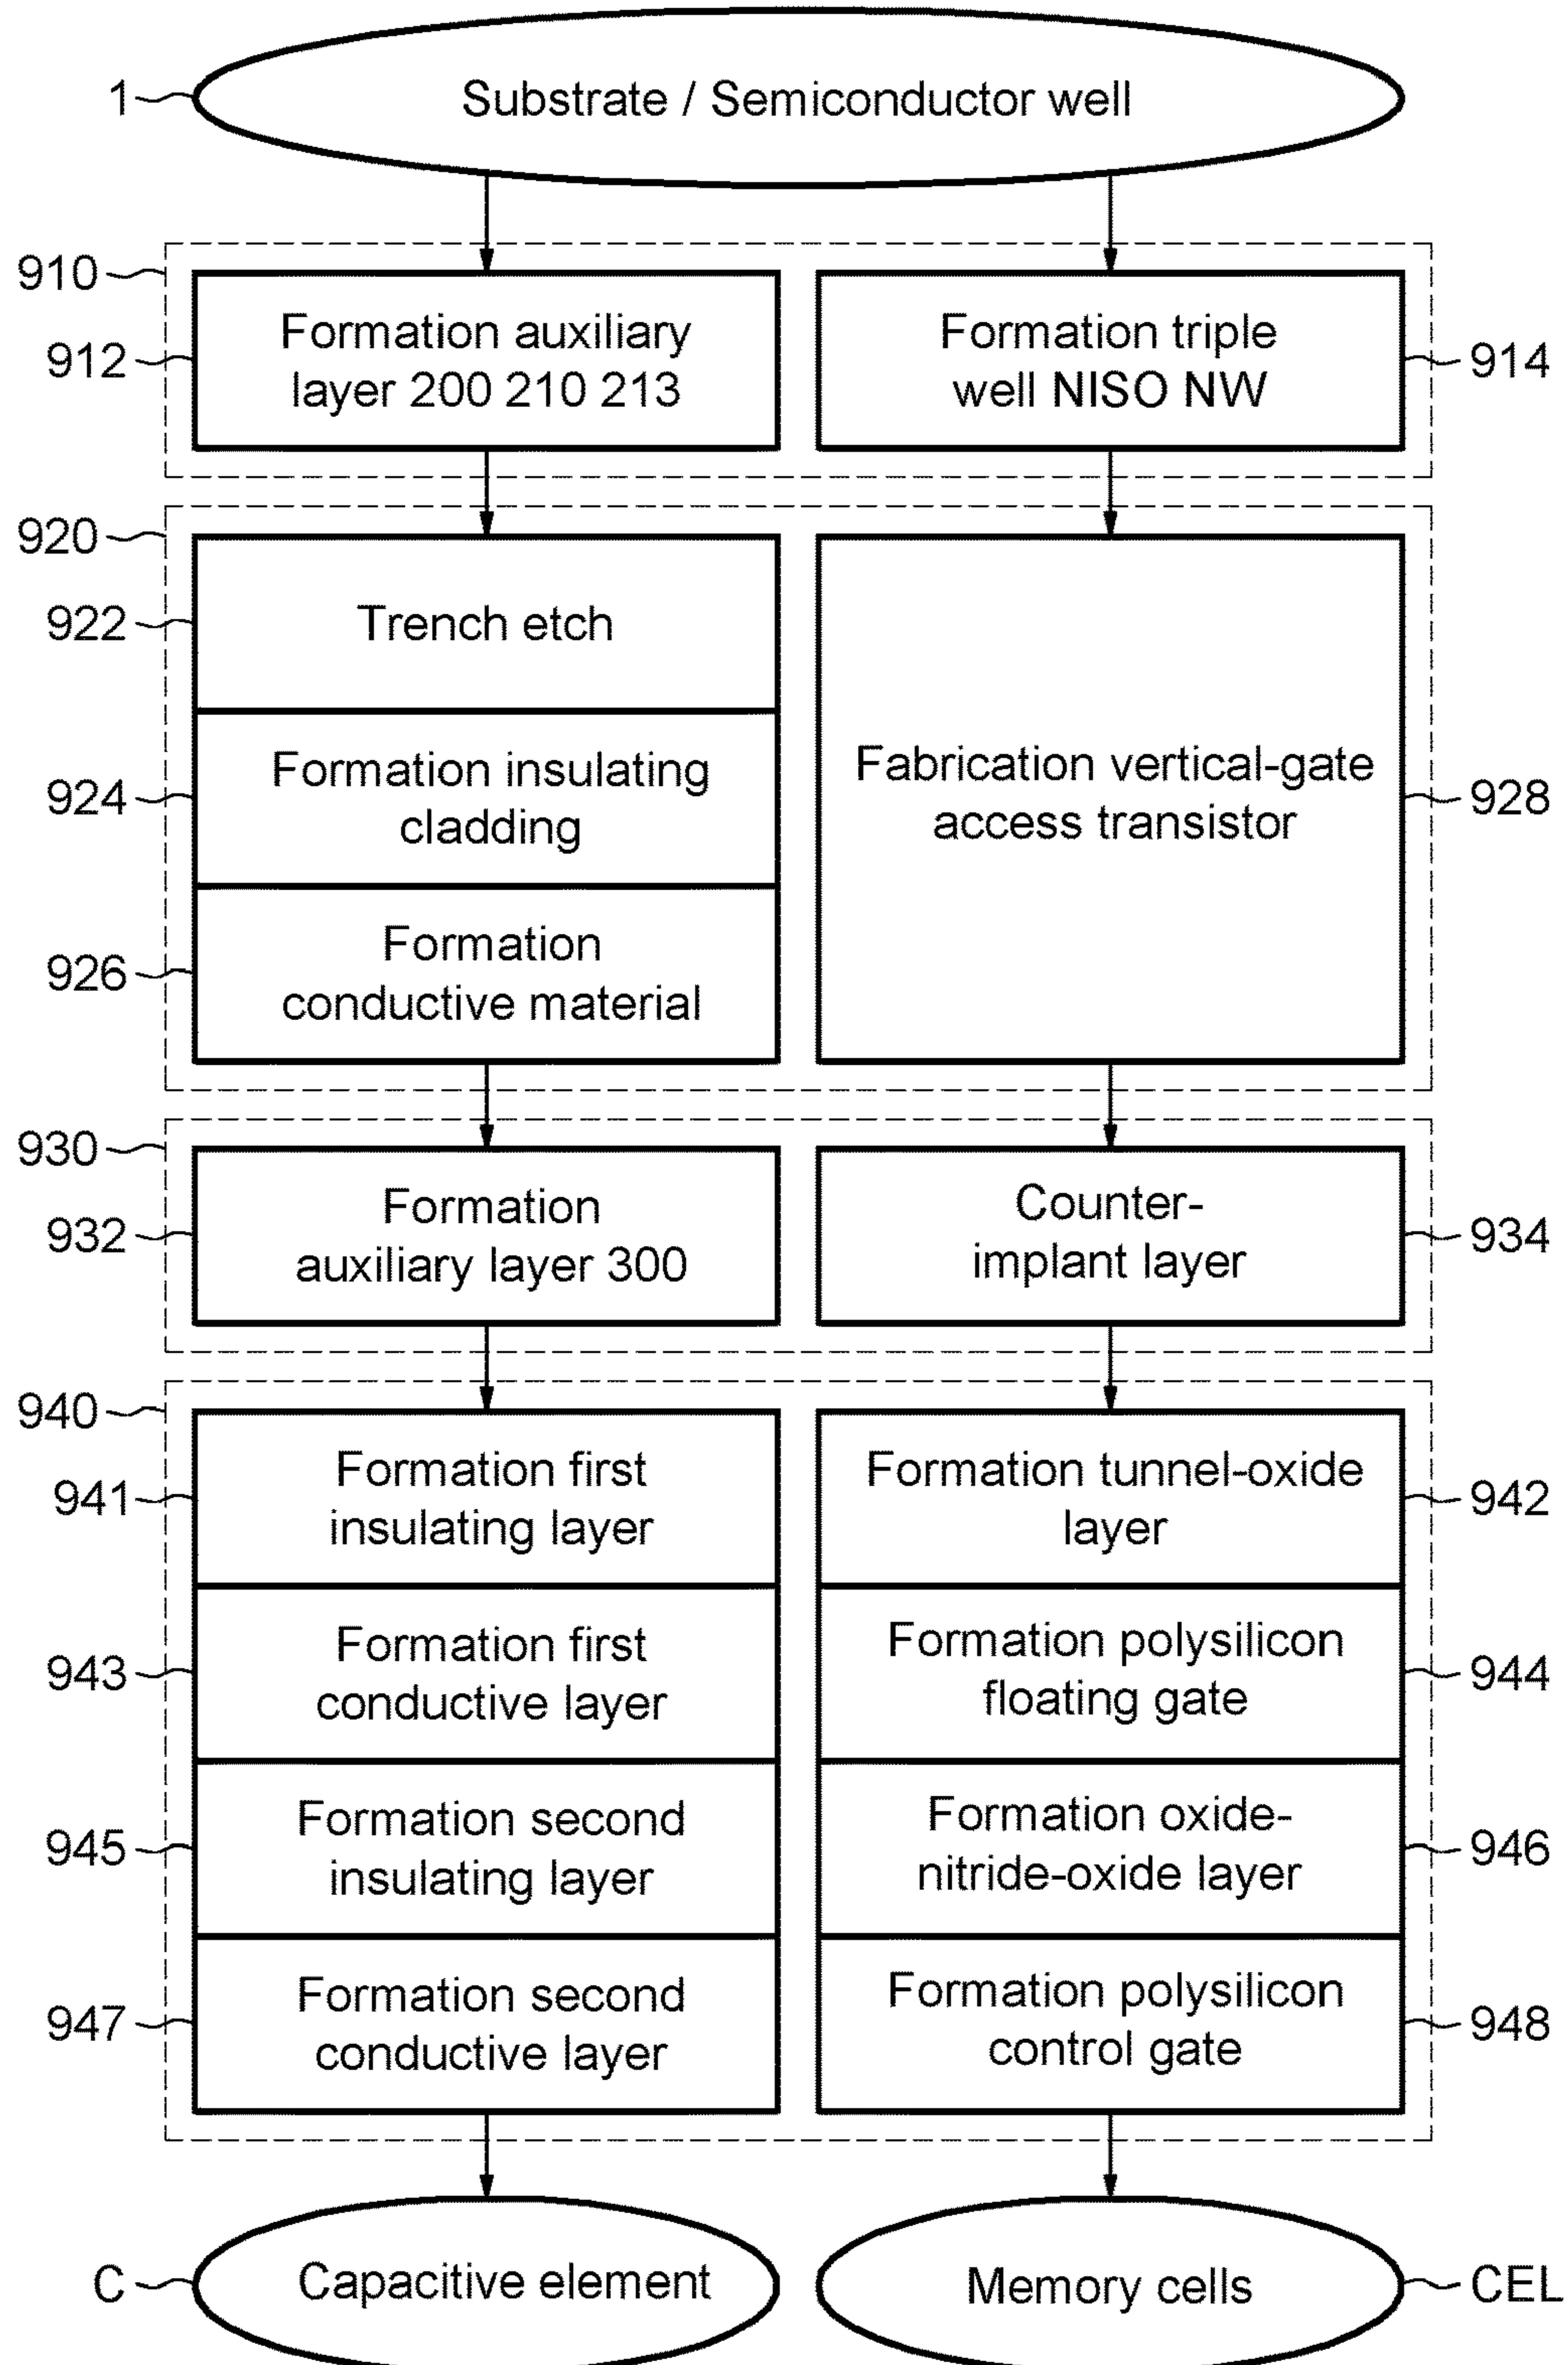 1
Substrate / Semiconductor well
910
912
Formation auxiliary
layer 200 210 213
Formation triple
well NISO NW
914
920
922
Trench etch
924
Formation insulating
cladding
926
Formation
conductive material
Fabrication vertical-gate
access transistor
928
930
932
Formation
auxiliary layer 300
Counter-
implant layer
934
940
941
Formation first
insulating layer
Formation tunnel-oxide
layer
942
943
Formation first
conductive layer
Formation polysilicon
floating gate
944
945
Formation second
insulating layer
Formation oxide-
nitride-oxide layer
946
947
Formation second
conductive layer
Formation polysilicon
control gate
948
C
Capacitive element
Memory cells
CEL